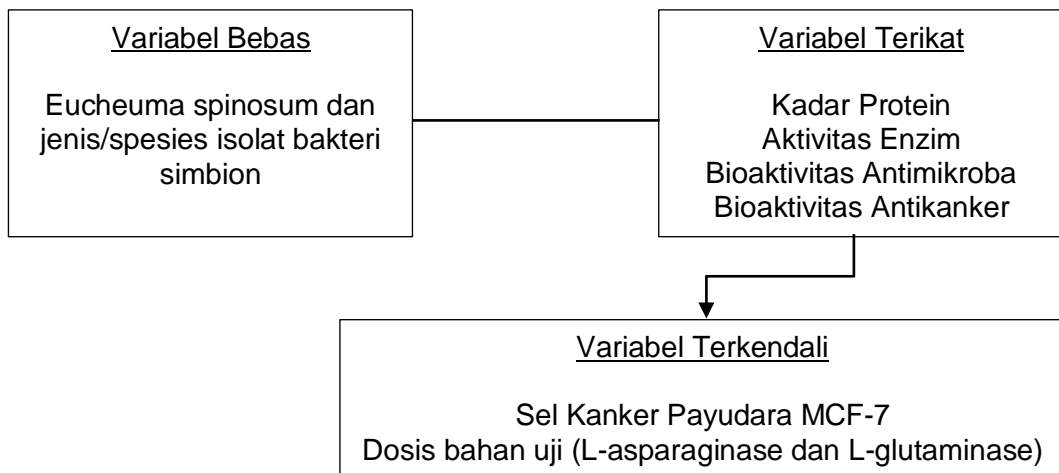 Variabel Bebas
Eucheuma spinosum dan
jenis/spesies isolat bakteri
simbion
Variabel Terikat
Kadar Protein
Aktivitas Enzim
Bioaktivitas Antimikroba
Bioaktivitas Antikanker
Variabel Terkendali
Sel Kanker Payudara MCF-7
Dosis bahan uji (L-asparaginase dan L-glutaminase)